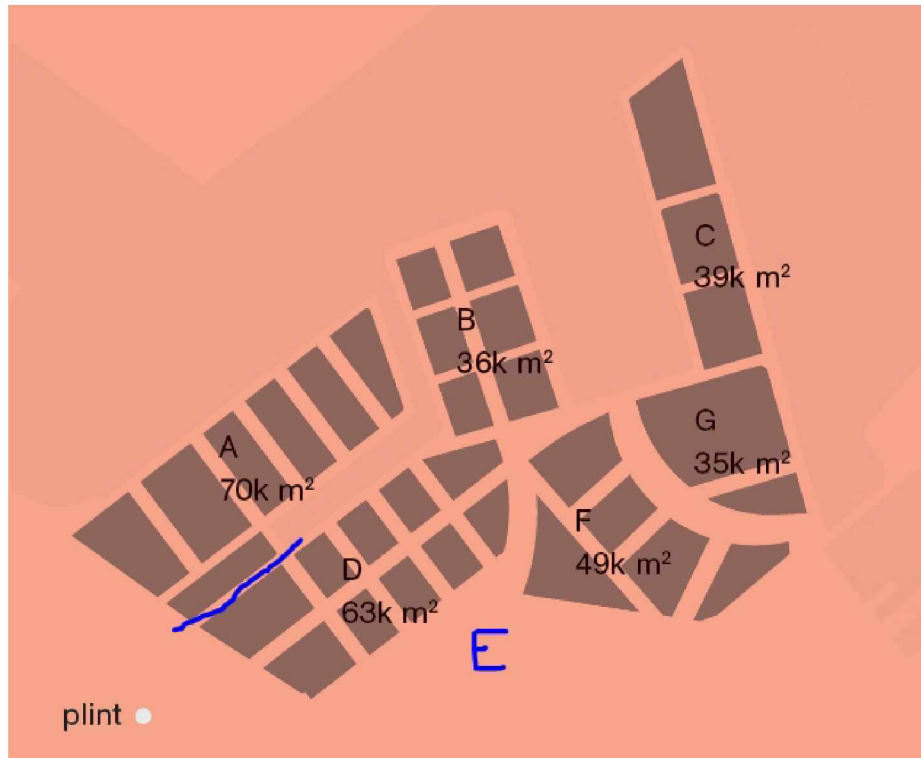 C
39k m²
B
36k m²
G
35k m²
A
70k m²
F
49k m²
D
63k m²
E
plint